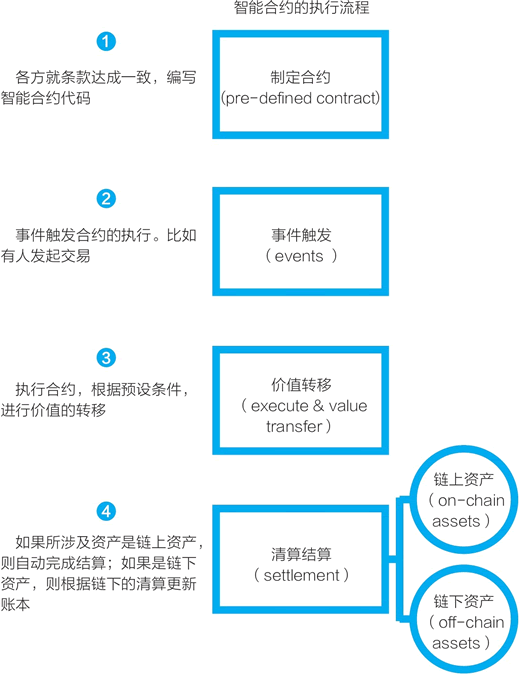 智能合约的执行流程
1
各方就条款达成一致，编写
智能合约代码
制定合约
(pre-defined contract)
2
事件触发合约的执行。比如
有人发起交易
事件触发
（events ）
3
执行合约，根据预设条件，
进行价值的转移
价值转移
（execute & value
transfer）
4
如果所涉及资产是链上资产，
则自动完成结算；如果是链下
资产，则根据链下的清算更新
账本
清算结算
（settlement）
链上资产
（on-chain
assets）
链下资产
（off-chain
assets）